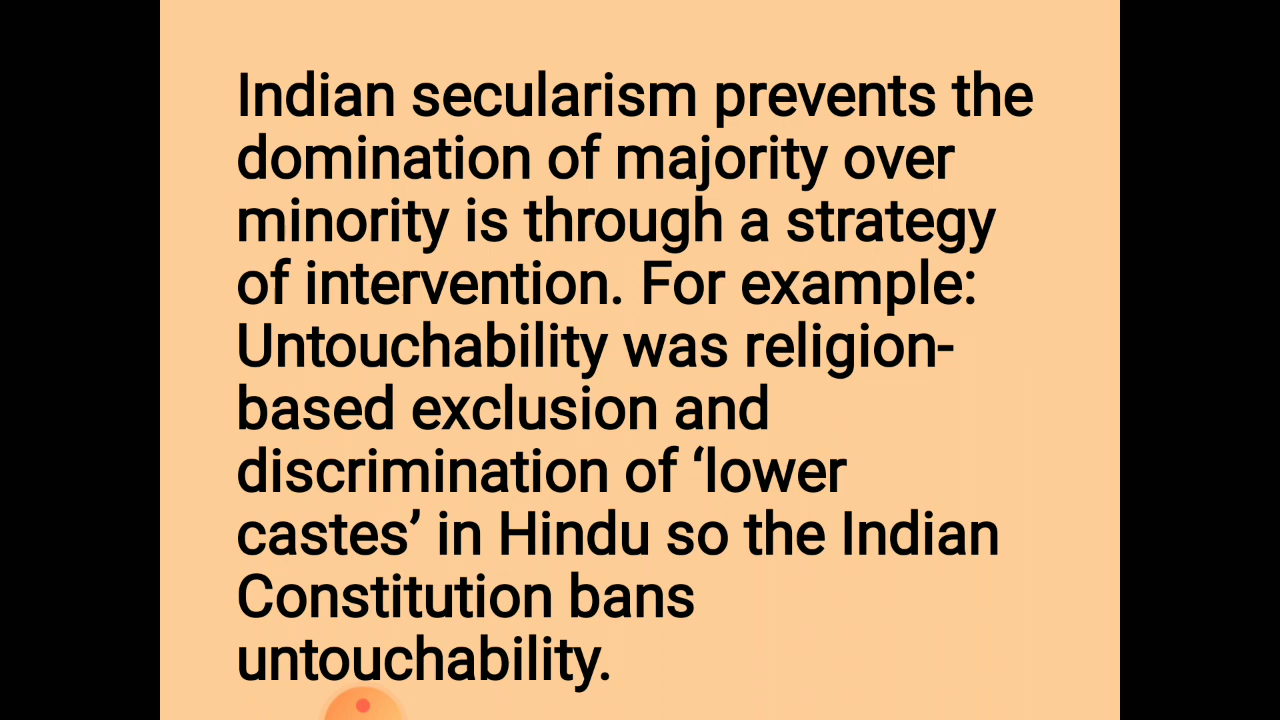 Indian secularism prevents the
domination of majority over
minority is through a strategy
of intervention. For example:
Untouchability was religion-
based exclusion and
discrimination of ‘lower
castes’ in Hindu so the Indian
Constitution bans
untouchability.